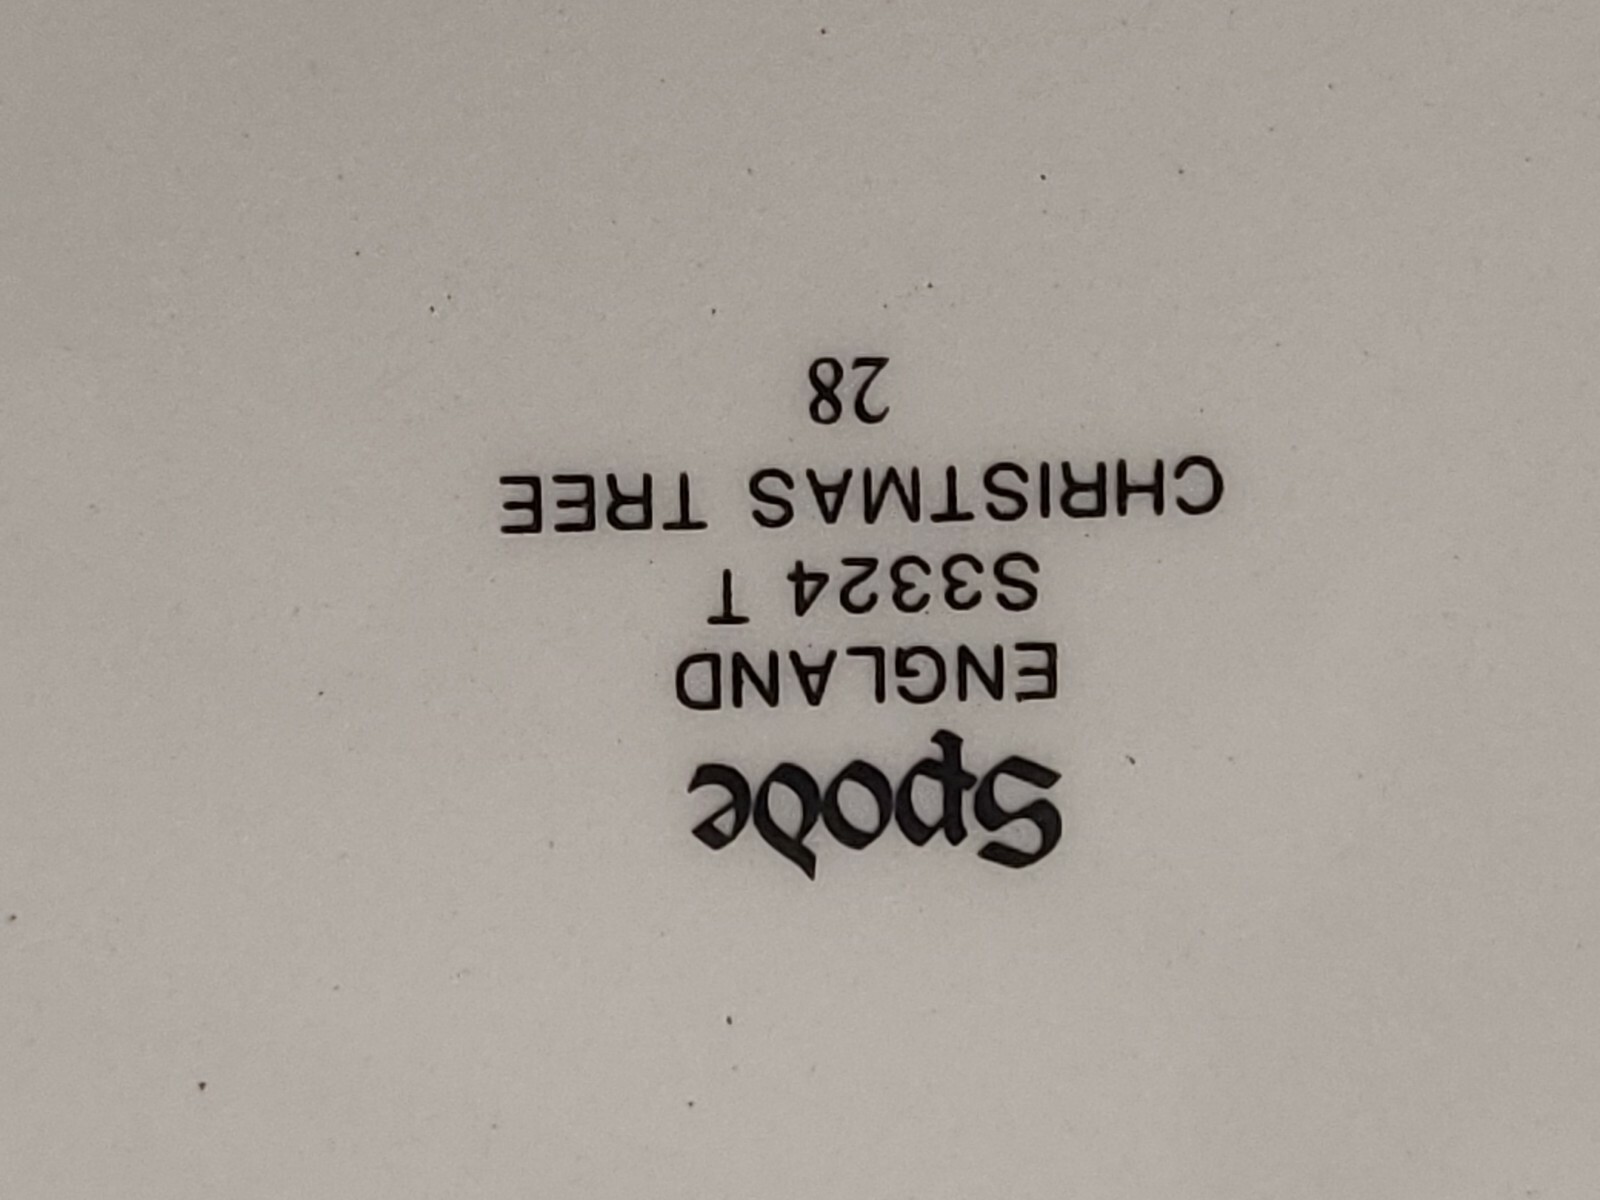 Spode
ENGLAND
S3324 T
CHRISTMAS TREE
28